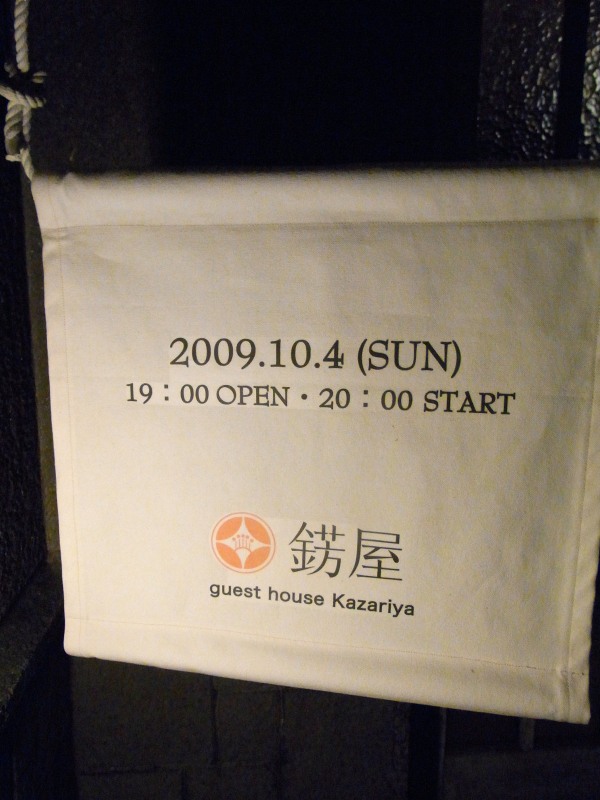 2009.10.4 (SUN)
19：00 OPEN・20：00 START
錺屋
guest house Kazariya